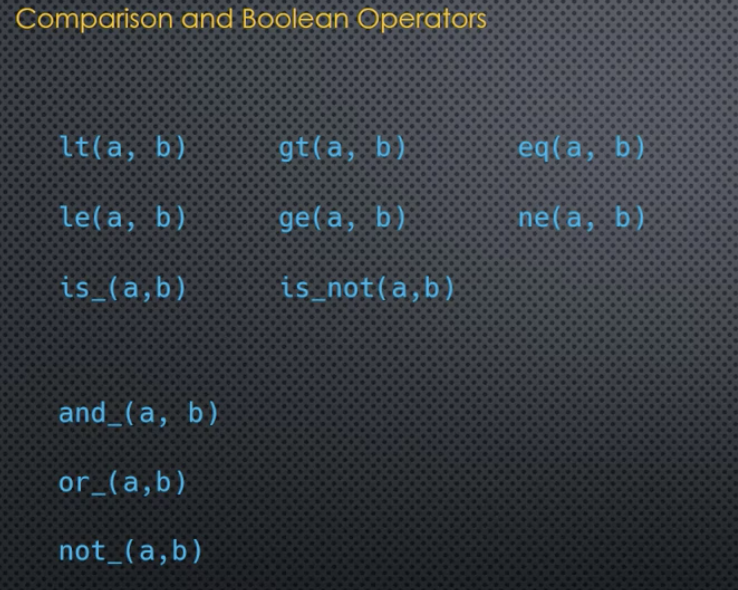 Comparison and Boolean Operators
lt(a, b) gt(a, b) eq(a, b)
le(a, b) ge(a, b) ne(a, b)
is_(a,b) is_not(a,b)
and_(a, b)
or_(a,b)
not_(a,b)